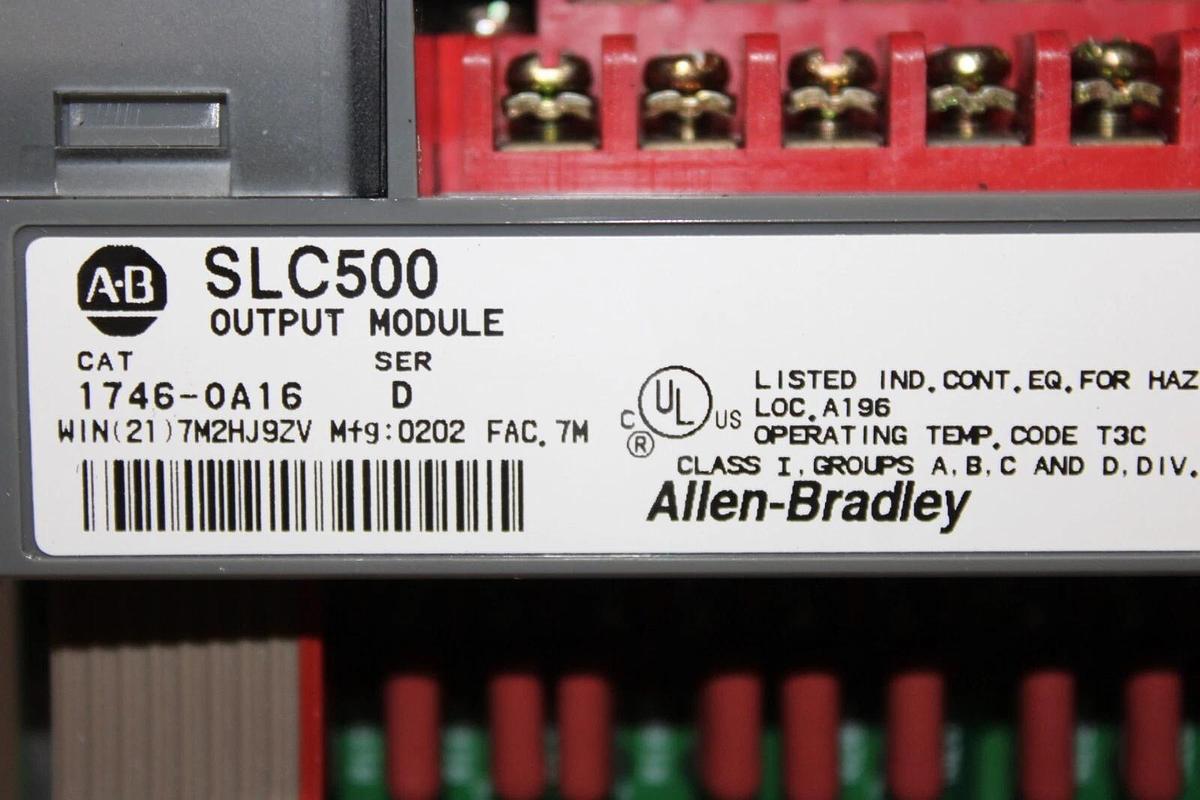 A·B SLC500
OUTPUT MODULE
CAT SER
1746-OA16 D
WIN(21)7M2HJ9ZV Mfg:0202 FAC. 7M
C UL US ®
LISTED IND.CONT.EQ.FOR HAZ
LOC.A196
OPERATING TEMP. CODE T3C
CLASS I, GROUPS A, B, C AND D, DIV.
Allen-Bradley